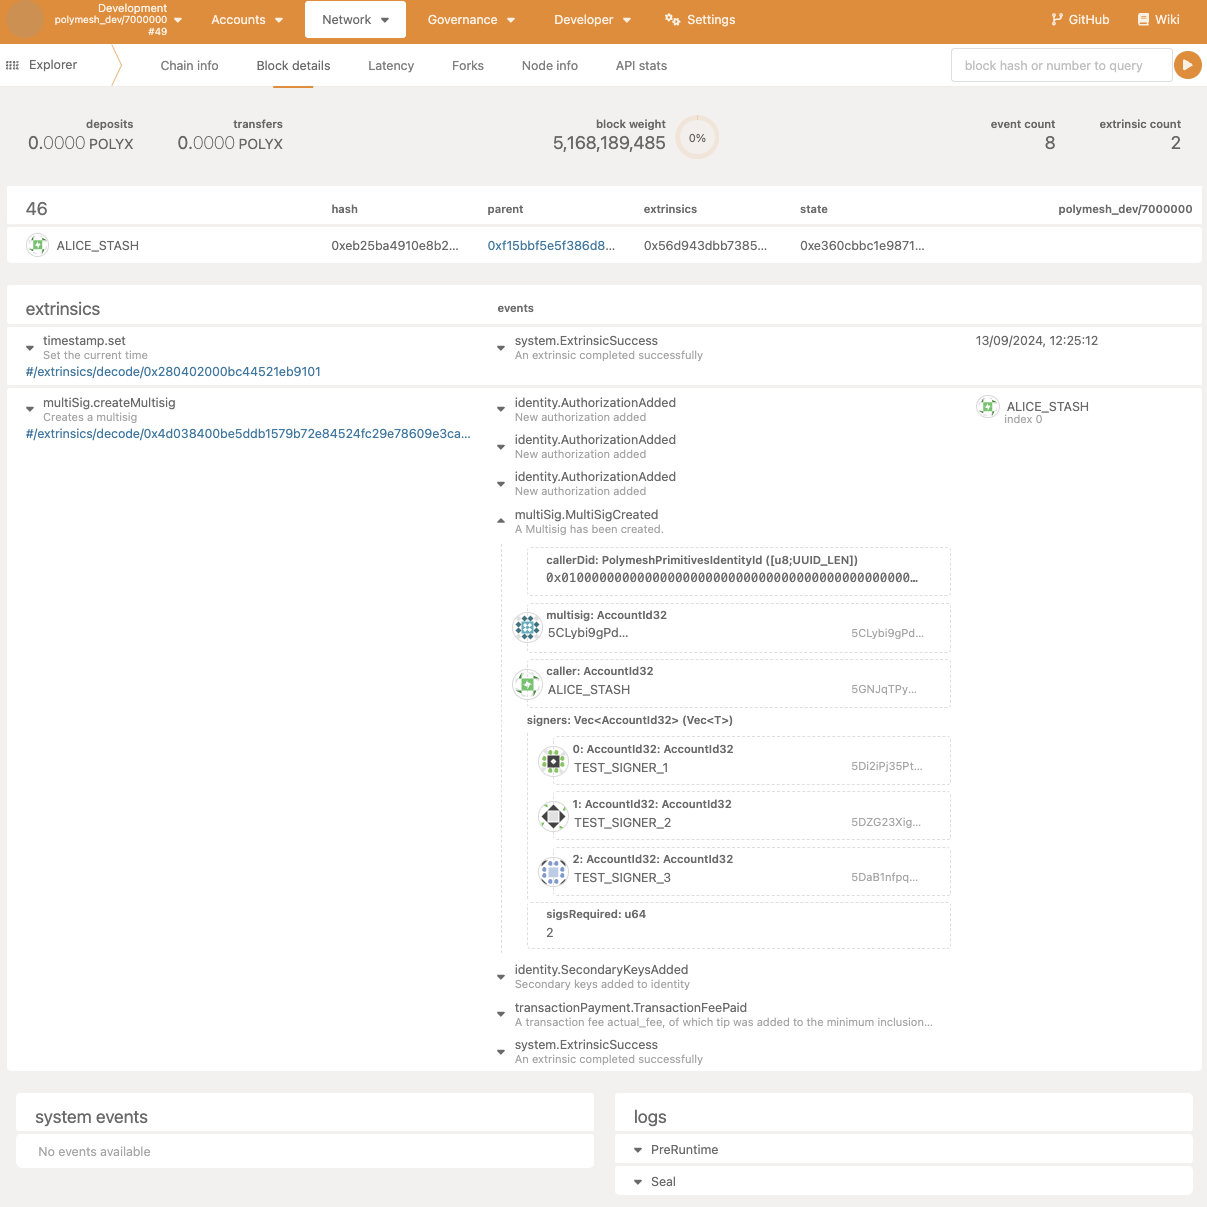 Development
polymesh_dev/7000000
#49
Accounts
Network
Governance
Developer
Settings
GitHub
Wiki
Explorer
Chain info
Block details
Latency
Forks
Node info
API stats
block hash or number to query
deposits
0.0000 POLYX
transfers
0.0000 POLYX
block weight
5,168,189,485
0%
event count
8
extrinsic count
2
46
hash
parent
extrinsics
state
polymesh_dev/7000000
ALICE_STASH
0xeb25ba4910e8b2...
0xf15bbf5e5f386d8...
0x56d943dbb7385...
0xe360cbbc1e9871...
extrinsics
events
timestamp.set
Set the current time
#/extrinsics/decode/0x280402000bc44521eb9101
system.ExtrinsicSuccess
An extrinsic completed successfully
13/09/2024, 12:25:12
multiSig.createMultisig
Creates a multisig
#/extrinsics/decode/0x4d038400be5ddb1579b72e84524fc29e78609e3ca...
identity.AuthorizationAdded
New authorization added
ALICE_STASH
index 0
identity.AuthorizationAdded
New authorization added
identity.AuthorizationAdded
New authorization added
multiSig.MultiSigCreated
A Multisig has been created.
callerDid: PolymeshPrimitivesIdentityId ([u8;UUID_LEN])
0x0100000000000000000000000000000000000000000000...
multisig: AccountId32
5CLybi9gPd...
5CLybi9gPd...
caller: AccountId32
ALICE_STASH
5GNJqTPy...
signers: Vec<AccountId32> (Vec<T>)
0: AccountId32: AccountId32
TEST_SIGNER_1
5Di2iPj35Pt...
1: AccountId32: AccountId32
TEST_SIGNER_2
5DZG23Xig...
2: AccountId32: AccountId32
TEST_SIGNER_3
5DaB1nfpq...
sigsRequired: u64
2
identity.SecondaryKeysAdded
Secondary keys added to identity
transactionPayment.TransactionFeePaid
A transaction fee actual_fee, of which tip was added to the minimum inclusion...
system.ExtrinsicSuccess
An extrinsic completed successfully
system events
No events available
logs
PreRuntime
Seal